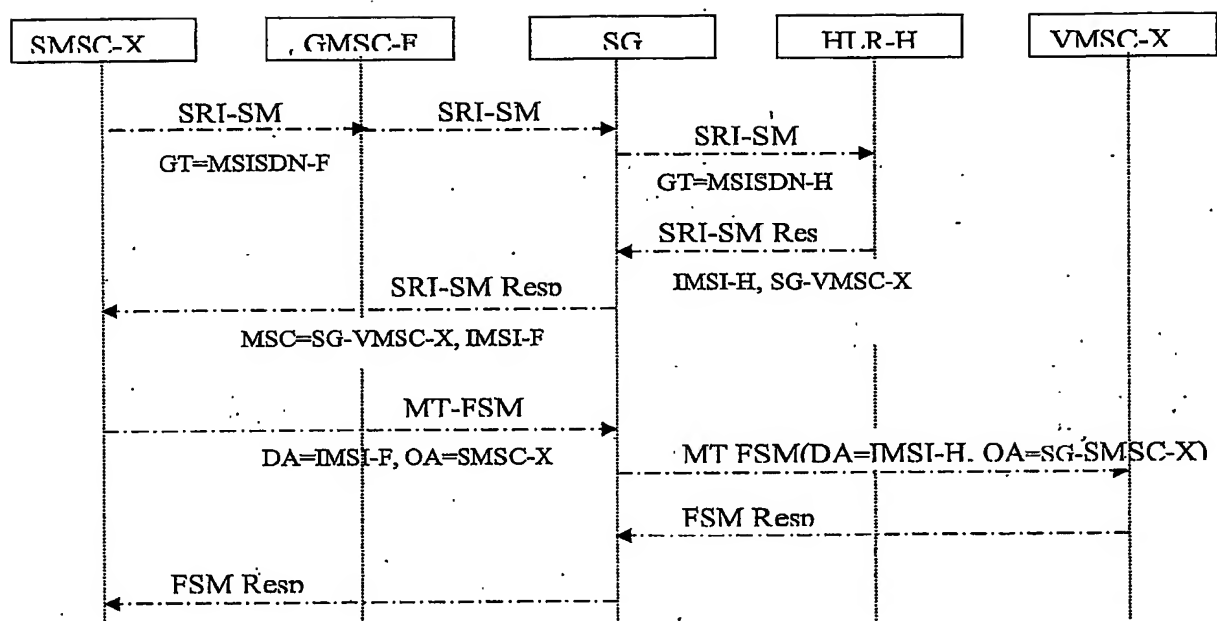 SMSC-X
GMSC-F
SG
HLR-H
VMSC-X
SRI-SM
SRI-SM
GT=MSISDN-F
SRI-SM
GT=MSISDN-H
SRI-SM Res
IMSI-H, SG-VMSC-X
SRI-SM Resp
MSC=SG-VMSC-X, IMSI-F
MT-FSM
DA=IMSI-F, OA=SMSC-X
MT FSM(DA=IMSI-H, OA=SG-SMSC-X)
FSM Resp
FSM Resp